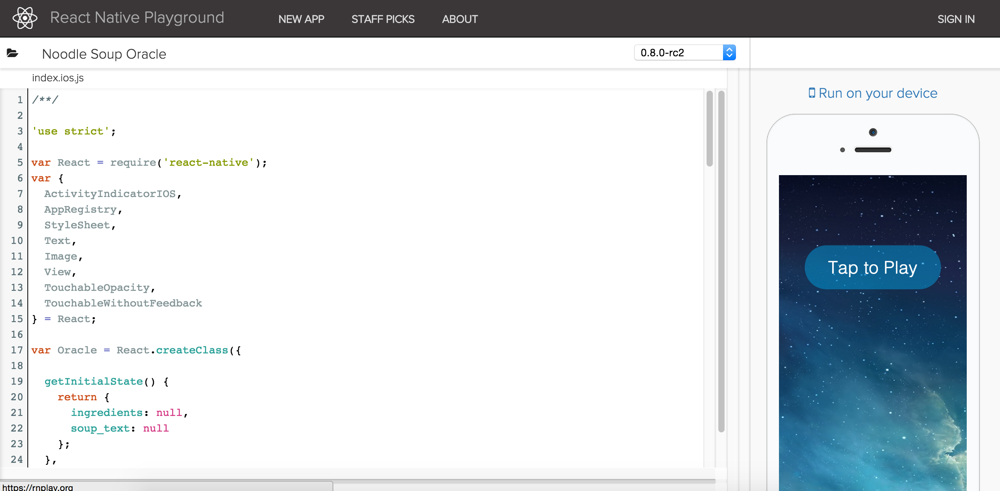 React Native Playground NEW APP STAFF PICKS ABOUT SIGN IN
Noodle Soup Oracle 0.8.0-rc2
index.ios.js
Run on your device
1 /**/
2
3 'use strict';
4
5 var React = require('react-native');
6 var {
7   ActivityIndicatorIOS,
8   AppRegistry,
9   StyleSheet,
10   Text,
11   Image,
12   View,
13   TouchableOpacity,
14   TouchableWithoutFeedback
15 } = React;
16
17 var Oracle = React.createClass({
18
19   getInitialState() {
20     return {
21       ingredients: null,
22       soup_text: null
23     };
24   },
Tap to Play
https://rnplay.org